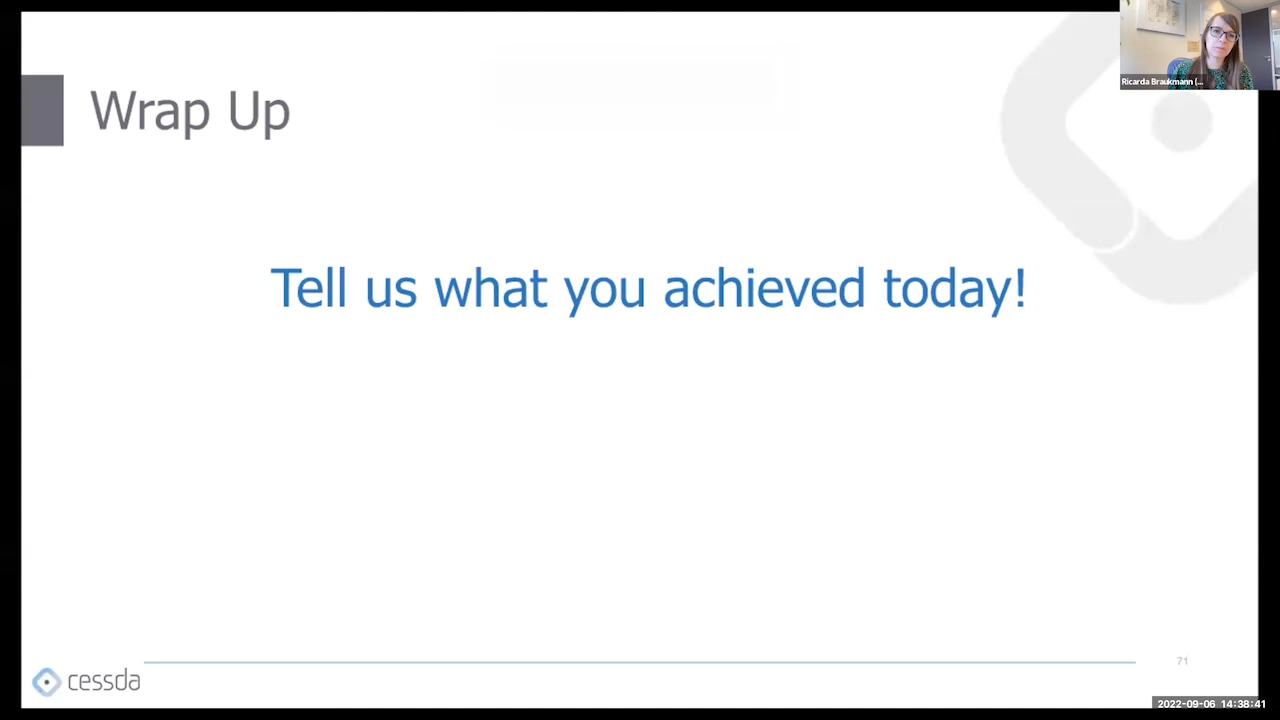 Ricarda Braukmann (...
Wrap Up
Tell us what you achieved today!
cessda
71
2022-09-06 14:38:41